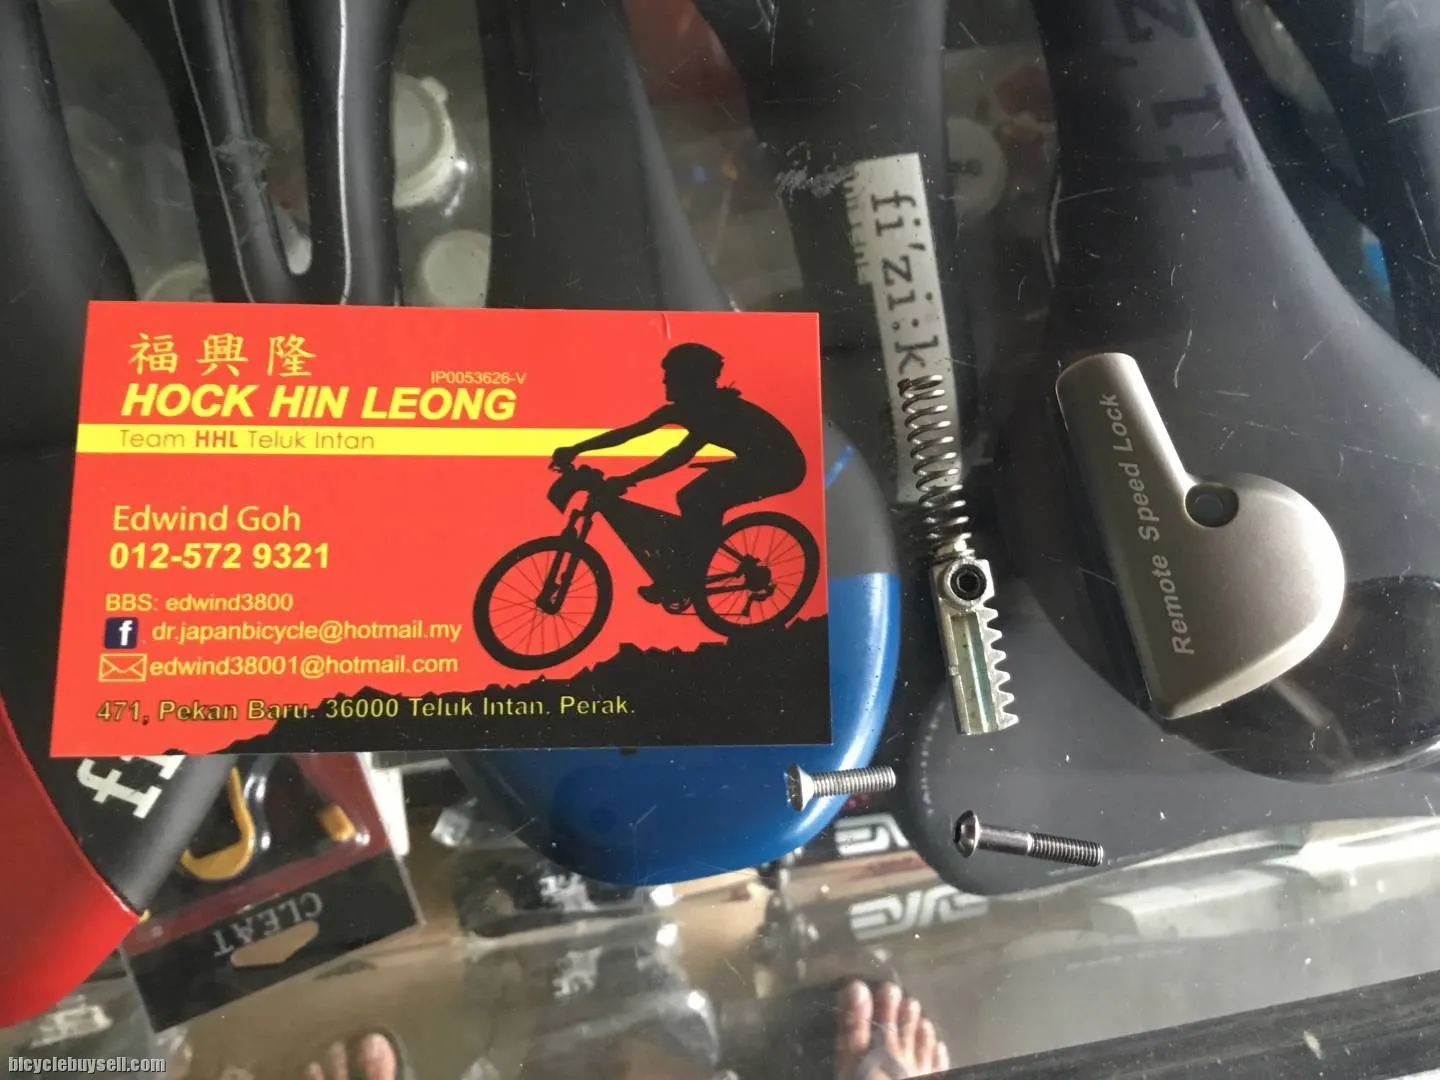 福興隆
IP0053626-V
HOCK HIN LEONG
Team HHL Teluk Intan
Edwind Goh
012-572 9321
BBS: edwind3800
f dr.japanbicycle@hotmail.my
edwind38001@hotmail.com
471, Pekan Baru. 36000 Teluk Intan. Perak.
fi'zi:k
Remote Speed Lock
CLEAT
bicyclebuysell.com